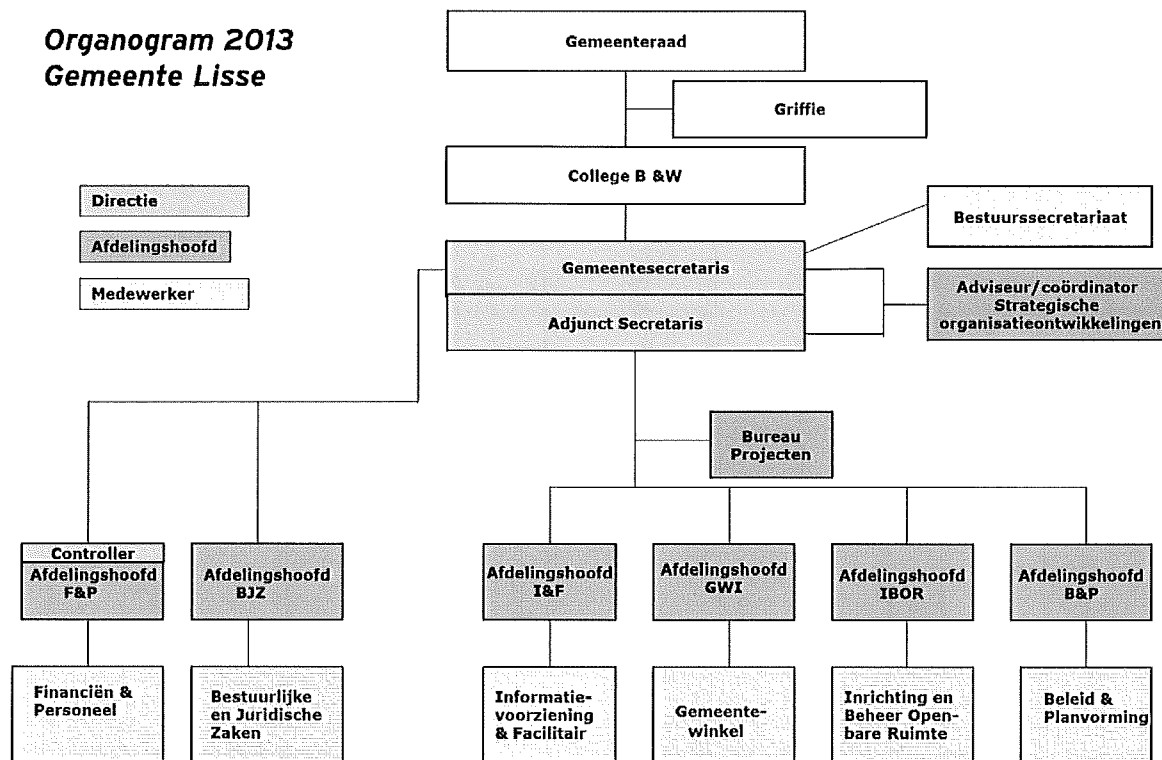 Organogram 2013
Gemeente Lisse
Gemeenteraad
Griffie
College B &W
Directie
Afdelingshoofd
Medewerker
Bestuurssecretariaat
Gemeentesecretaris
Adjunct Secretaris
Adviseur/coördinator
Strategische
organisatieontwikkelingen
Bureau
Projecten
Controller
Afdelingshoofd
F&P
Afdelingshoofd
BJZ
Afdelingshoofd
I&F
Afdelingshoofd
GWI
Afdelingshoofd
IBOR
Afdelingshoofd
B&P
Financiën &
Personeel
Bestuurlijke
en Juridische
Zaken
Informatie-
voorziening
& Facilitair
Gemeente-
winkel
Inrichting en
Beheer Open-
bare Ruimte
Beleid &
Planvorming